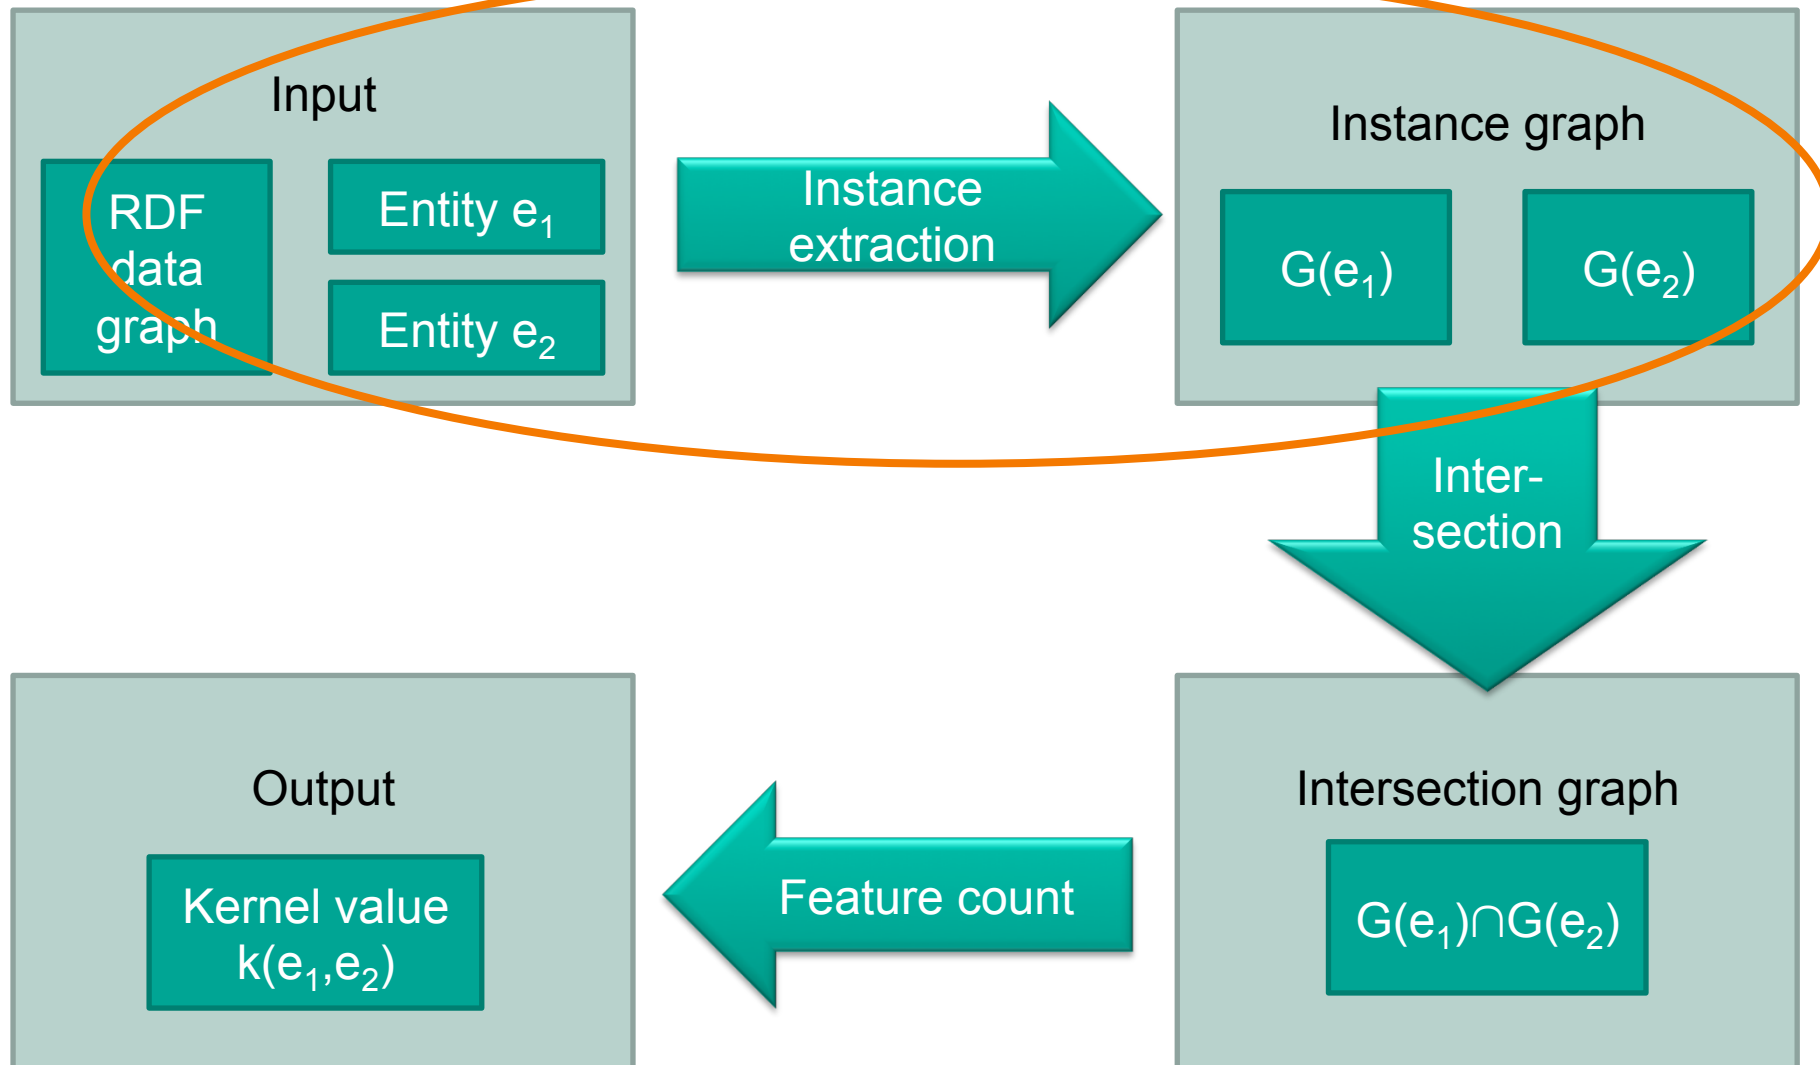 Input
RDF
data
graph
Entity e₁
Entity e₂
Instance
extraction
Instance graph
G(e₁)
G(e₂)
Inter-
section
Intersection graph
G(e₁)∩G(e₂)
Feature count
Output
Kernel value
k(e₁,e₂)